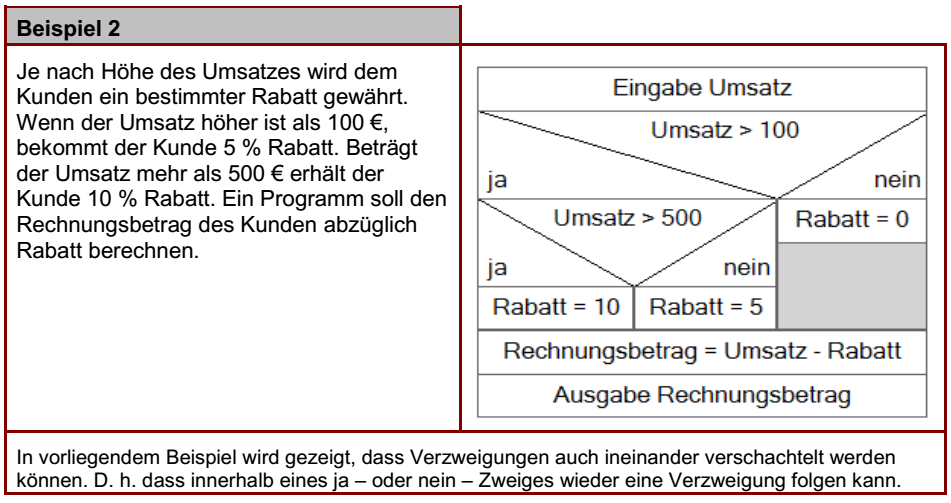 Beispiel 2
Je nach Höhe des Umsatzes wird dem
Kunden ein bestimmter Rabatt gewährt.
Wenn der Umsatz höher ist als 100 €,
bekommt der Kunde 5 % Rabatt. Beträgt
der Umsatz mehr als 500 € erhält der
Kunde 10 % Rabatt. Ein Programm soll den
Rechnungsbetrag des Kunden abzüglich
Rabatt berechnen.
Eingabe Umsatz
Umsatz > 100
ja
nein
Umsatz > 500
Rabatt = 0
ja
nein
Rabatt = 10
Rabatt = 5
Rechnungsbetrag = Umsatz - Rabatt
Ausgabe Rechnungsbetrag
In vorliegendem Beispiel wird gezeigt, dass Verzweigungen auch ineinander verschachtelt werden
können. D. h. dass innerhalb eines ja – oder nein – Zweiges wieder eine Verzweigung folgen kann.